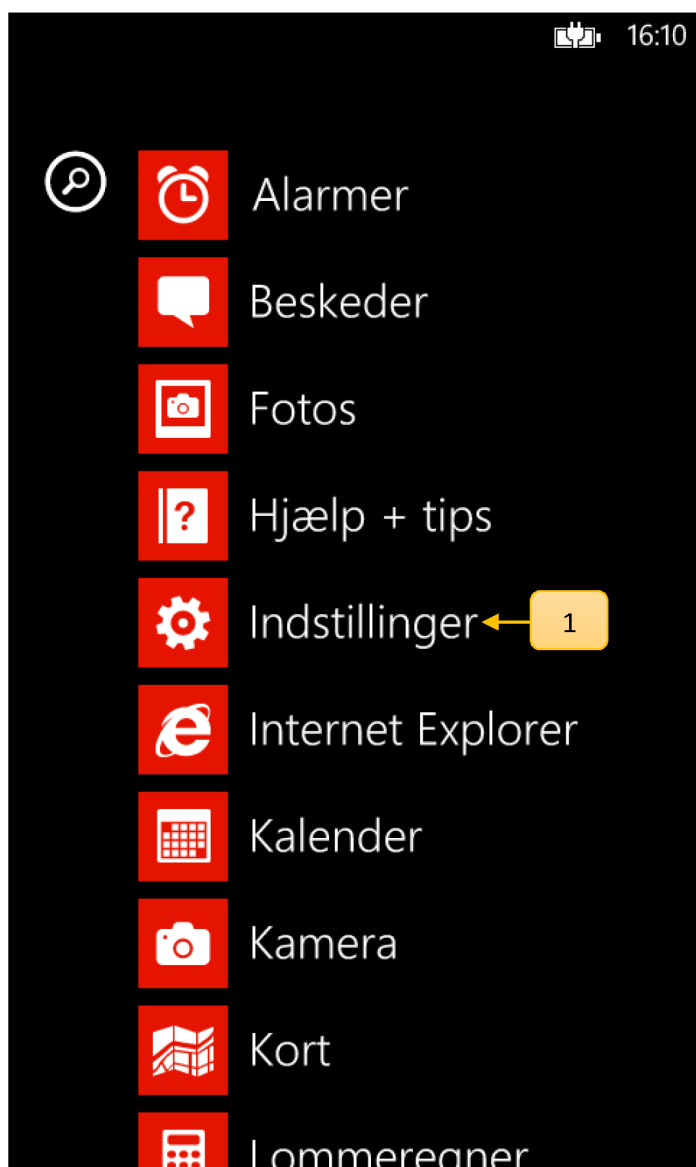 16:10
Alarmer
Beskeder
Fotos
Hjælp + tips
Indstillinger 1
Internet Explorer
Kalender
Kamera
Kort
Lommeregner